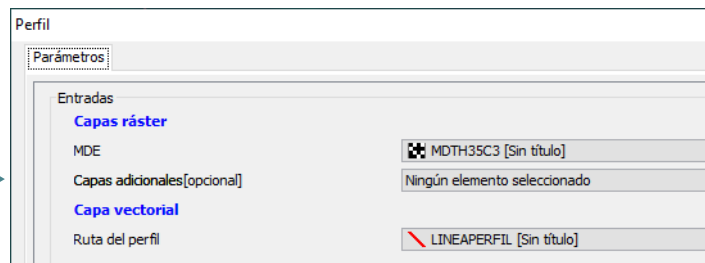 Perfil
Parámetros
Entradas
Capas ráster
MDE MDTH35C3 [Sin título]
Capas adicionales[opcional] Ningún elemento seleccionado
Capa vectorial
Ruta del perfil LINEAPERFIL [Sin título]